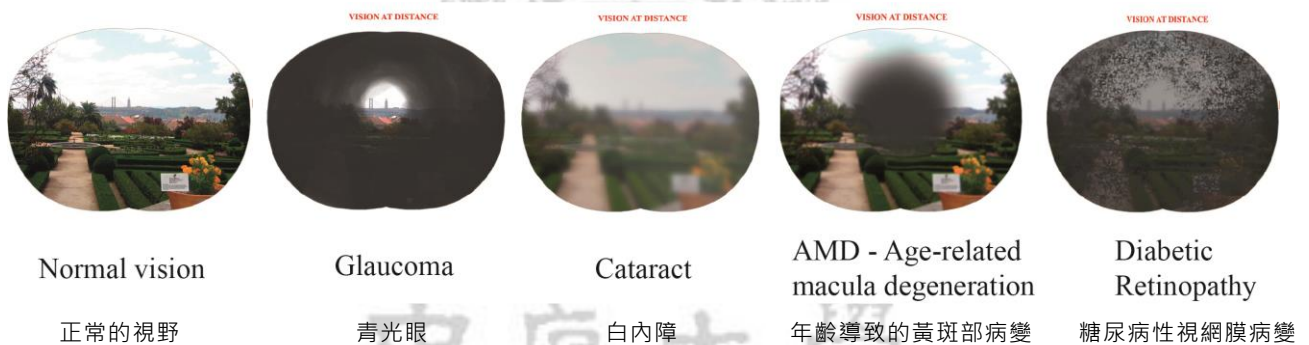 VISION AT DISTANCE VISION AT DISTANCE VISION AT DISTANCE VISION AT DISTANCE
Normal vision Glaucoma Cataract AMD - Age-related macula degeneration Diabetic Retinopathy
正常的視野 青光眼 白內障 年齡導致的黃斑部病變 糖尿病性視網膜病變